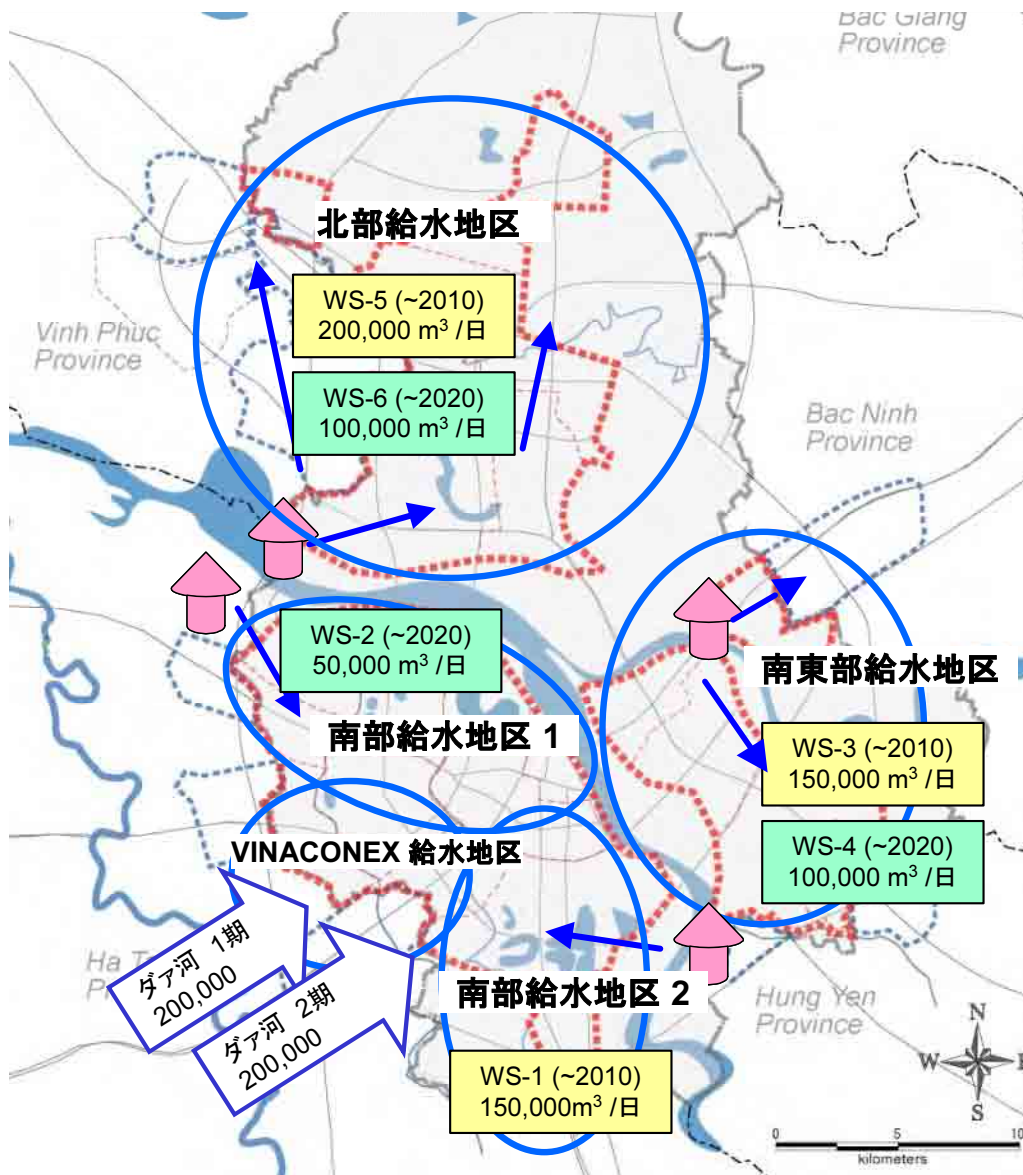 Bac Giang
Province
北部給水地区
WS-5 (~2010)
200,000 m³ /日
Vinh Phuc
Province
WS-6 (~2020)
100,000 m³ /日
Bac Ninh
Province
WS-2 (~2020)
50,000 m³ /日
南東部給水地区
南部給水地区 1
WS-3 (~2010)
150,000 m³ /日
VINACONEX 給水地区
WS-4 (~2020)
100,000 m³ /日
ダァ河 1期
200,000
Ha
ダァ河 2期
200,000
南部給水地区 2
Hung Yen
Province
WS-1 (~2010)
150,000m³ /日
N
W
S
0 5 10
kilometers